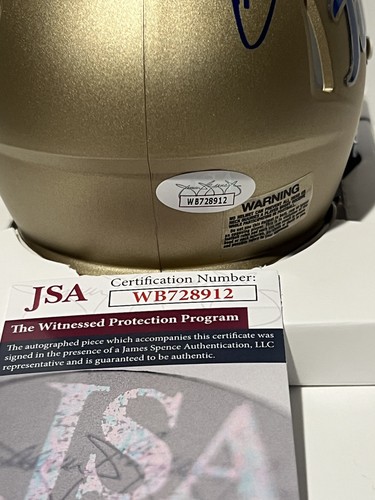 WB728912
WARNING
JSA
Certification Number:
WB728912
The Witnessed Protection Program
The autographed piece which accompanies this certificate was
signed in the presence of a James Spence Authentication, LLC
representative and is guaranteed to be authentic.
JSA